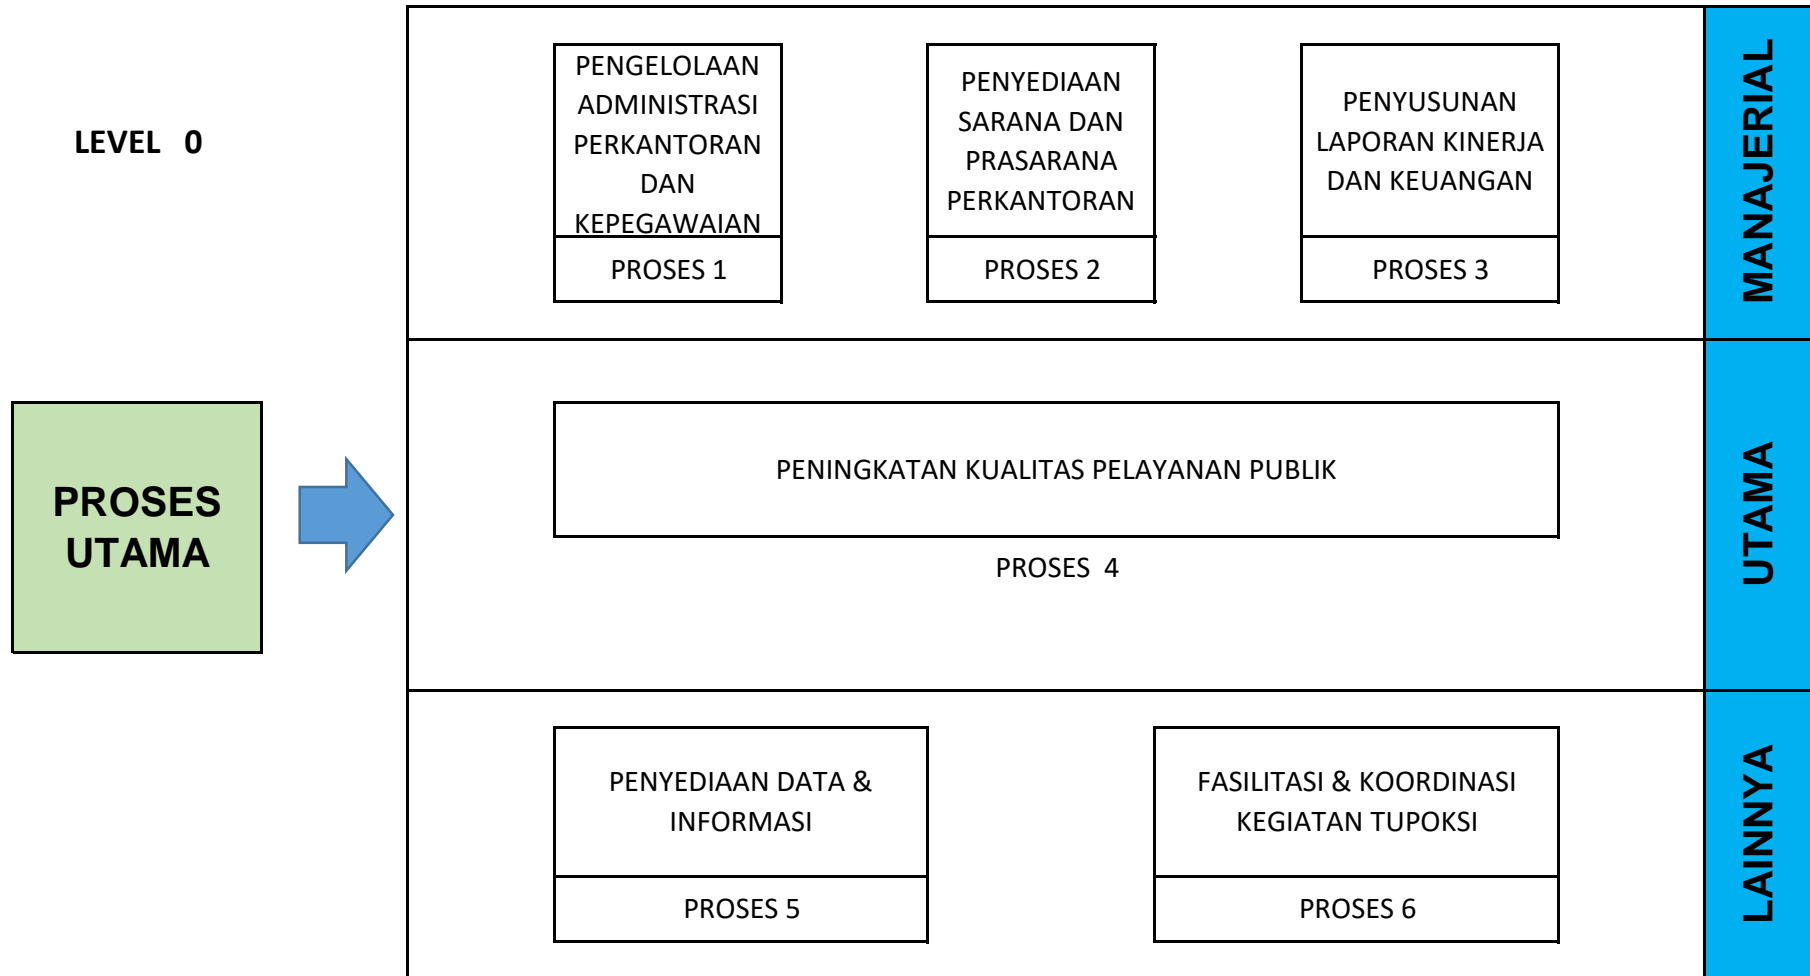 LEVEL 0
PENGELOLAAN
ADMINISTRASI
PERKANTORAN
DAN
KEPEGAWAIAN
PROSES 1
PENYEDIAAN
SARANA DAN
PRASARANA
PERKANTORAN
PROSES 2
PENYUSUNAN
LAPORAN KINERJA
DAN KEUANGAN
PROSES 3
MANAJERIAL
PROSES
UTAMA
PENINGKATAN KUALITAS PELAYANAN PUBLIK
PROSES 4
UTAMA
PENYEDIAAN DATA &
INFORMASI
PROSES 5
FASILITASI & KOORDINASI
KEGIATAN TUPOKSI
PROSES 6
LAINNYA